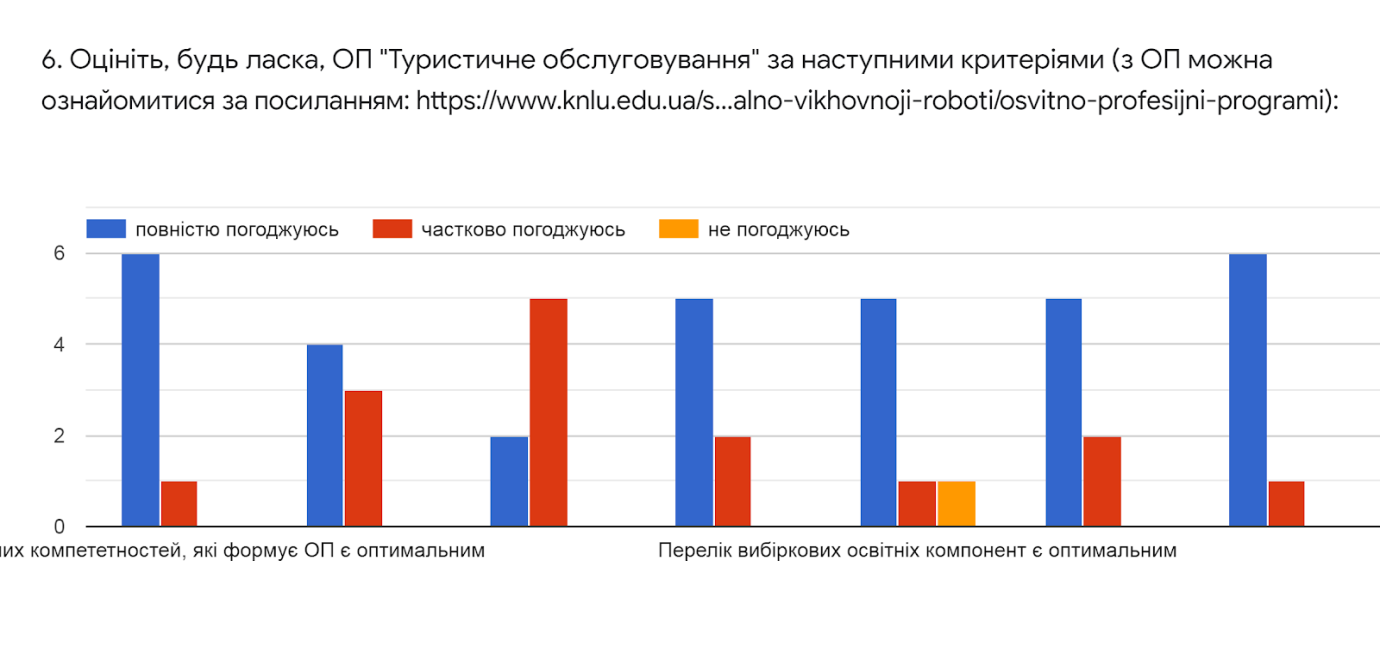 6. Оцініть, будь ласка, ОП "Туристичне обслуговування" за наступними критеріями (з ОП можна
ознайомитися за посиланням: https://www.knlu.edu.ua/s...alno-vikhovnoji-roboti/osvitno-profesijni-programi):
повністю погоджуюсь частково погоджуюсь не погоджуюсь
6
4
2
0
них компететностей, які формує ОП є оптимальним Перелік вибіркових освітніх компонент є оптимальним